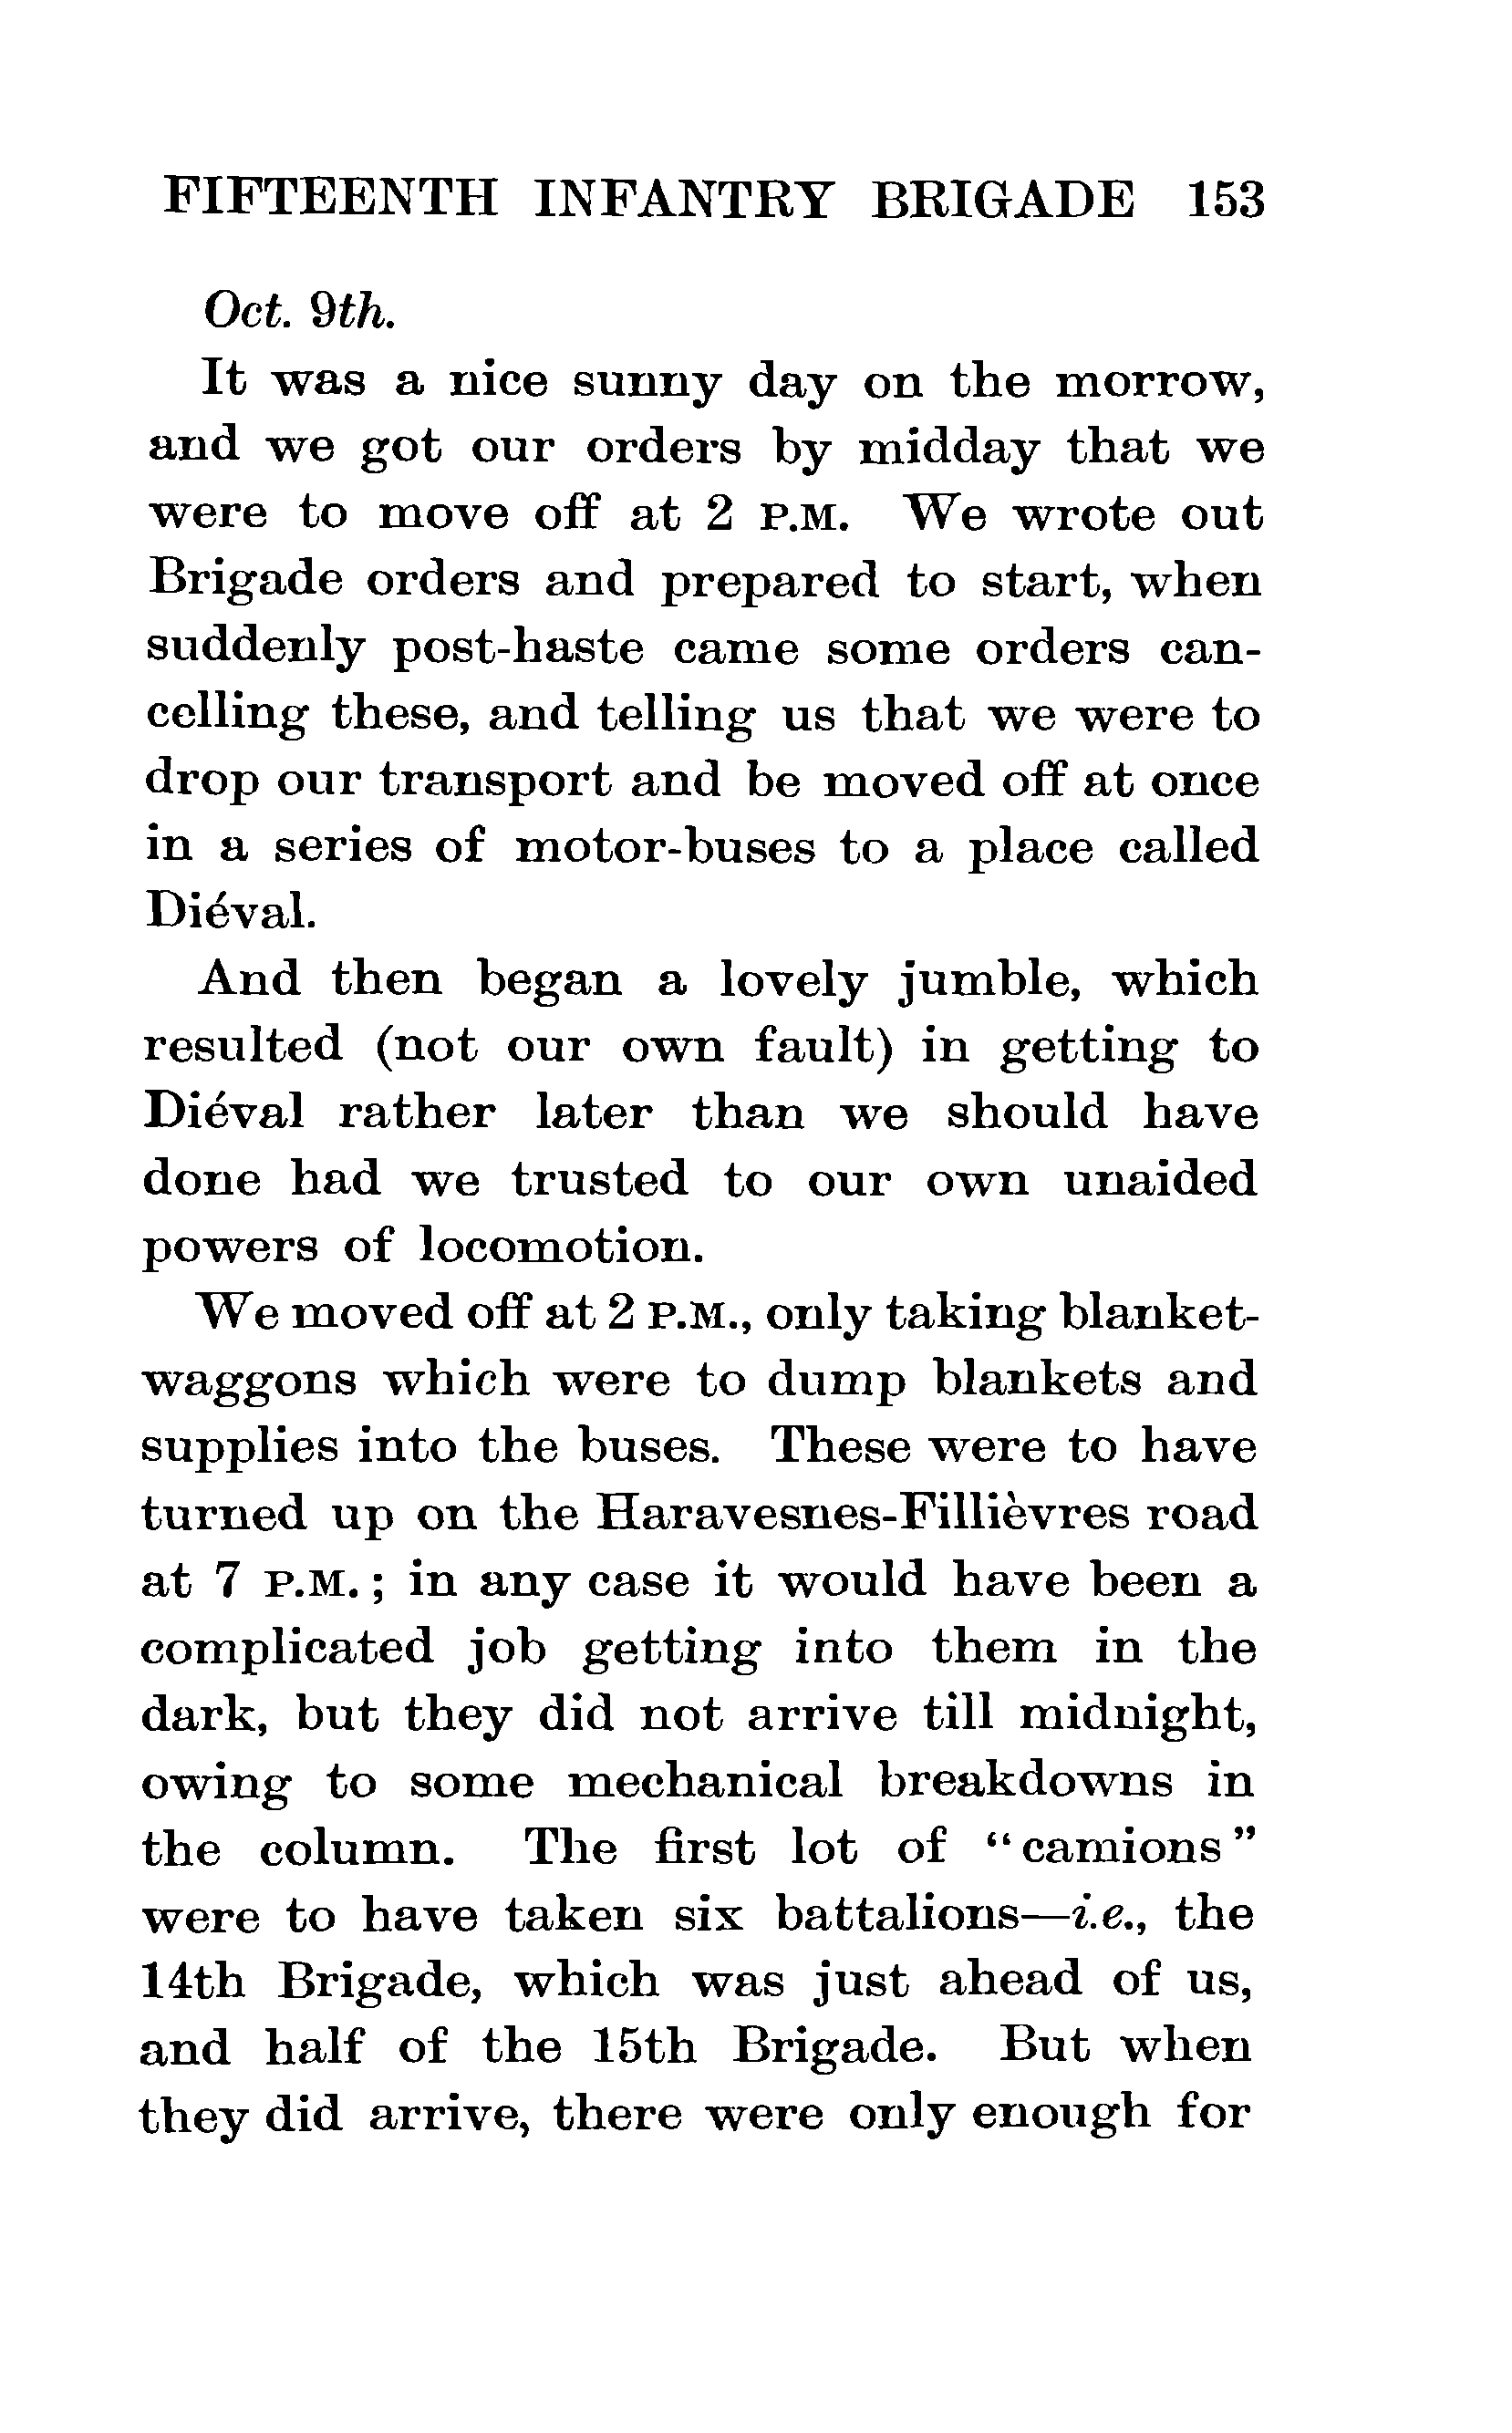 FIFTEENTH INFANTRY BRIGADE 153
Oct. 9th.
It was a nice sunny day on the morrow,
and we got our orders by midday that we
were to move off at 2 P.M. We wrote out
Brigade orders and prepared to start, when
suddenly post-haste came some orders can-
celling these, and telling us that we were to
drop our transport and be moved off at once
in a series of motor-buses to a place called
Diéval.
And then began a lovely jumble, which
resulted (not our own fault) in getting to
Diéval rather later than we should have
done had we trusted to our own unaided
powers of locomotion.
We moved off at 2 P.M., only taking blanket-
waggons which were to dump blankets and
supplies into the buses. These were to have
turned up on the Haravesnes-Fillièvres road
at 7 P.M.; in any case it would have been a
complicated job getting into them in the
dark, but they did not arrive till midnight,
owing to some mechanical breakdowns in
the column. The first lot of “camions”
were to have taken six battalions—i.e., the
14th Brigade, which was just ahead of us,
and half of the 15th Brigade. But when
they did arrive, there were only enough for